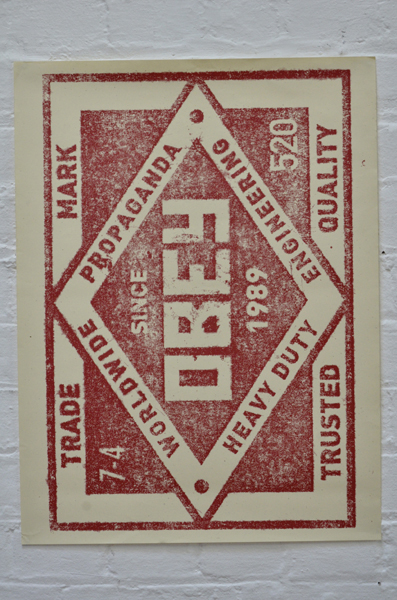 TRADE MARK
7-4
WORLDWIDE PROPAGANDA
SINCE
OBEY
1989
HEAVY DUTY ENGINEERING
520
TRUSTED QUALITY